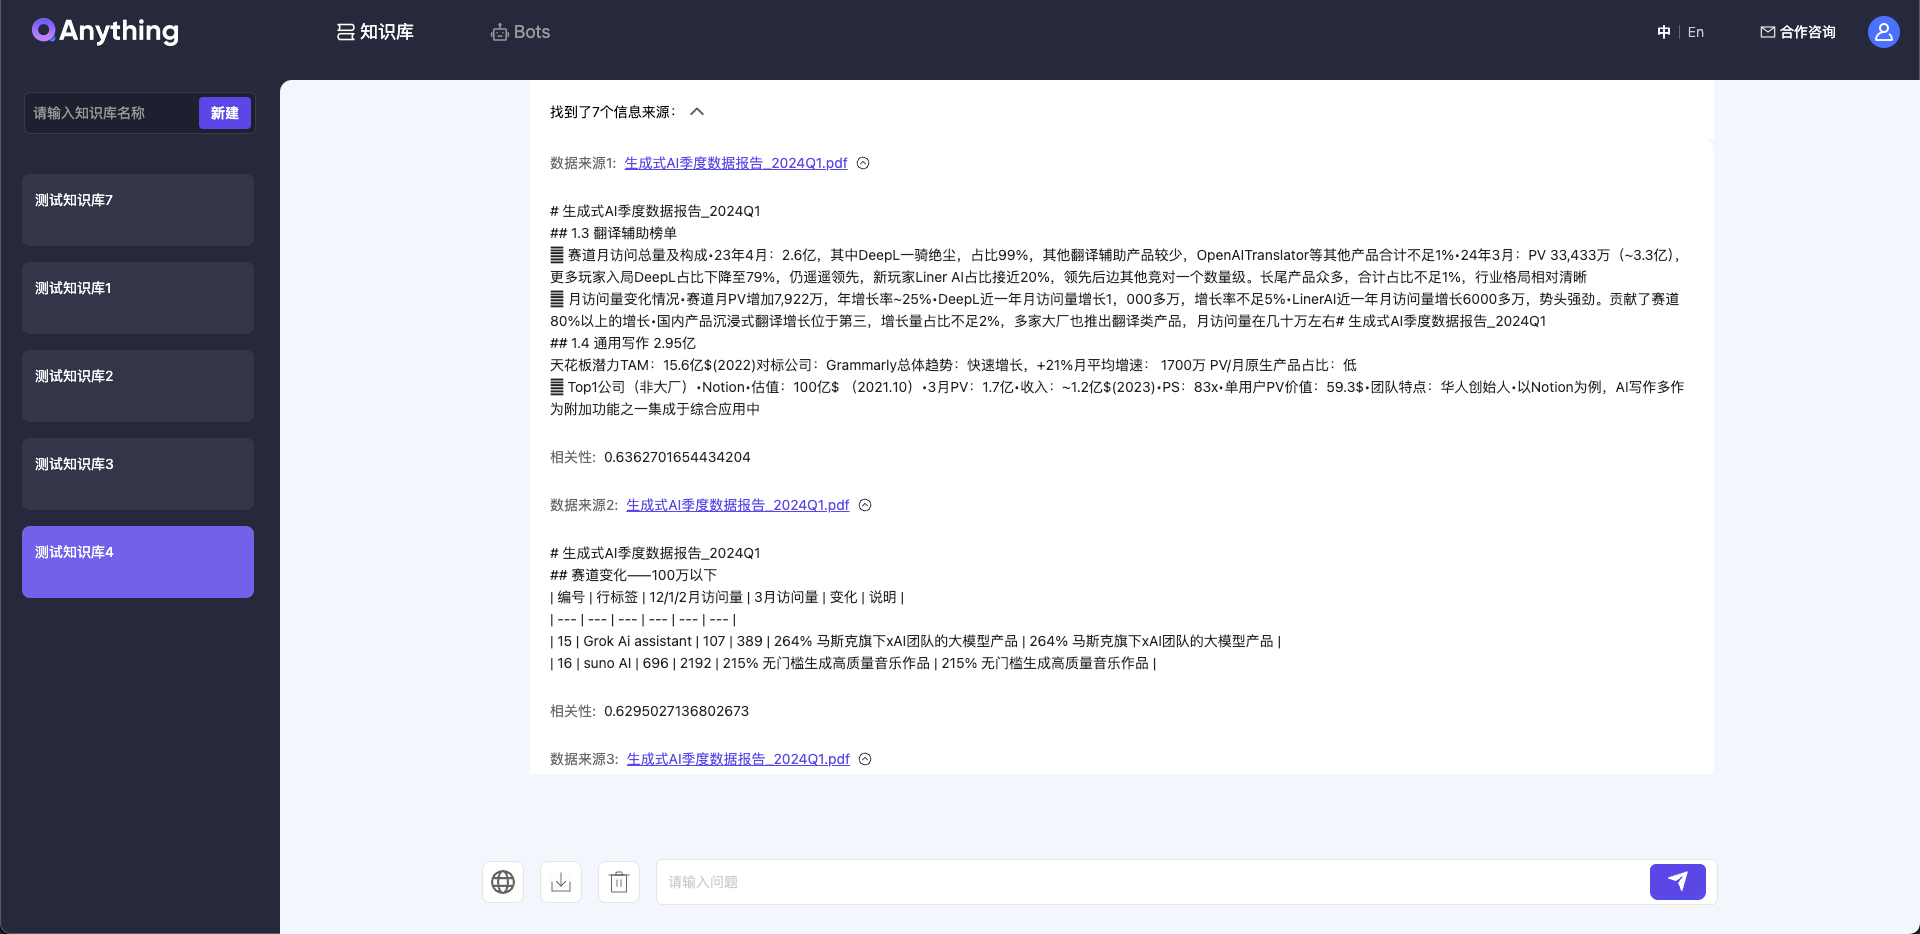 QAnything
知识库
Bots
中 | En
合作咨询
请输入知识库名称
新建
测试知识库7
测试知识库1
测试知识库2
测试知识库3
测试知识库4
找到了7个信息来源：
数据来源1: 生成式AI季度数据报告_2024Q1.pdf
# 生成式AI季度数据报告_2024Q1
## 1.3 翻译辅助榜单
䷀ 赛道月访问总量及构成•23年4月：2.6亿，其中DeepL一骑绝尘，占比99%，其他翻译辅助产品较少，OpenAITranslator等其他产品合计不足1%•24年3月：PV 33,433万（~3.3亿），
更多玩家入局DeepL占比下降至79%，仍遥遥领先，新玩家Liner AI占比接近20%，领先后边其他竞对一个数量级。长尾产品众多，合计占比不足1%，行业格局相对清晰
䷀ 月访问量变化情况•赛道月PV增加7,922万，年增长率~25%•DeepL近一年月访问量增长1，000多万，增长率不足5%•LinerAI近一年月访问量增长6000多万，势头强劲。贡献了赛道
80%以上的增长•国内产品沉浸式翻译增长位于第三，增长量占比不足2%，多家大厂也推出翻译类产品，月访问量在几十万左右# 生成式AI季度数据报告_2024Q1
## 1.4 通用写作 2.95亿
天花板潜力TAM：15.6亿$(2022)对标公司：Grammarly总体趋势：快速增长，+21%月平均增速： 1700万 PV/月原生产品占比：低
䷀ Top1公司（非大厂）•Notion•估值：100亿$ （2021.10）•3月PV：1.7亿•收入：~1.2亿$(2023)•PS：83x•单用户PV价值：59.3$•团队特点：华人创始人•以Notion为例，AI写作多作
为附加功能之一集成于综合应用中
相关性: 0.6362701654434204
数据来源2: 生成式AI季度数据报告_2024Q1.pdf
# 生成式AI季度数据报告_2024Q1
## 赛道变化——100万以下
| 编号 | 行标签 | 12/1/2月访问量 | 3月访问量 | 变化 | 说明 |
| --- | --- | --- | --- | --- | --- |
| 15 | Grok Ai assistant | 107 | 389 | 264% 马斯克旗下xAI团队的大模型产品 | 264% 马斯克旗下xAI团队的大模型产品 |
| 16 | suno AI | 696 | 2192 | 215% 无门槛生成高质量音乐作品 | 215% 无门槛生成高质量音乐作品 |
相关性: 0.6295027136802673
数据来源3: 生成式AI季度数据报告_2024Q1.pdf
请输入问题